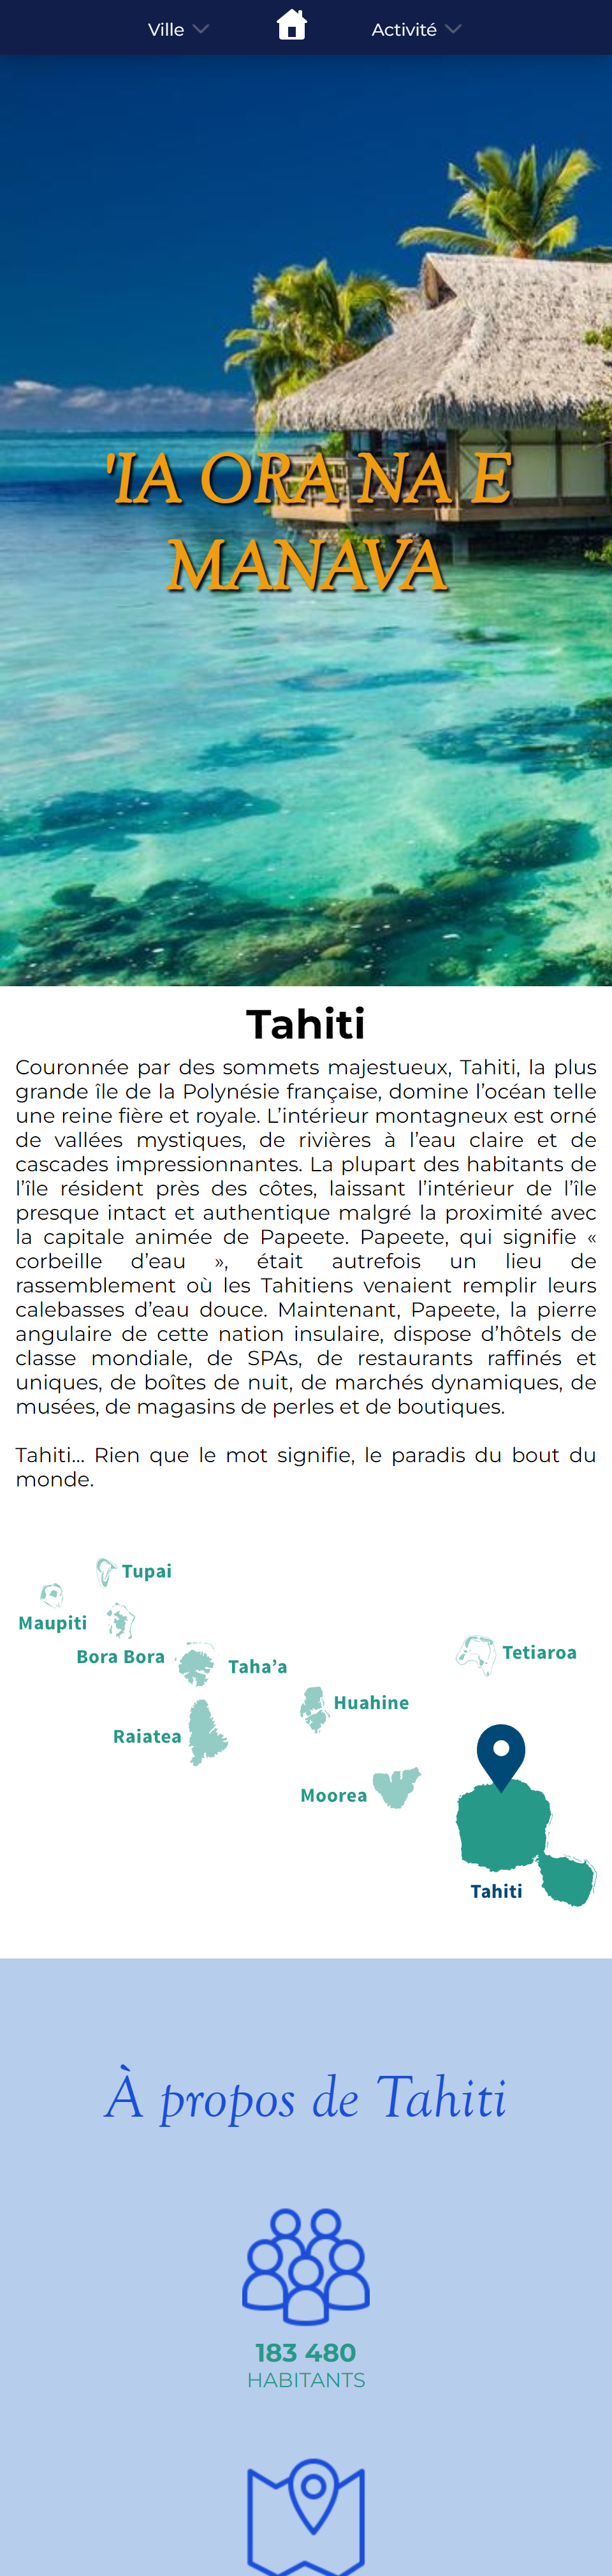 Ville
Activité
'IA ORA NA E
MANAVA
Tahiti
Couronnée par des sommets majestueux, Tahiti, la plus
grande île de la Polynésie française, domine l’océan telle
une reine fière et royale. L’intérieur montagneux est orné
de vallées mystiques, de rivières à l’eau claire et de
cascades impressionnantes. La plupart des habitants de
l’île résident près des côtes, laissant l’intérieur de l’île
presque intact et authentique malgré la proximité avec
la capitale animée de Papeete. Papeete, qui signifie «
corbeille d’eau », était autrefois un lieu de
rassemblement où les Tahitiens venaient remplir leurs
calebasses d’eau douce. Maintenant, Papeete, la pierre
angulaire de cette nation insulaire, dispose d’hôtels de
classe mondiale, de SPAs, de restaurants raffinés et
uniques, de boîtes de nuit, de marchés dynamiques, de
musées, de magasins de perles et de boutiques.
Tahiti… Rien que le mot signifie, le paradis du bout du
monde.
Tupai
Maupiti
Bora Bora
Taha’a
Tetiaroa
Huahine
Raiatea
Moorea
Tahiti
À propos de Tahiti
183 480
HABITANTS